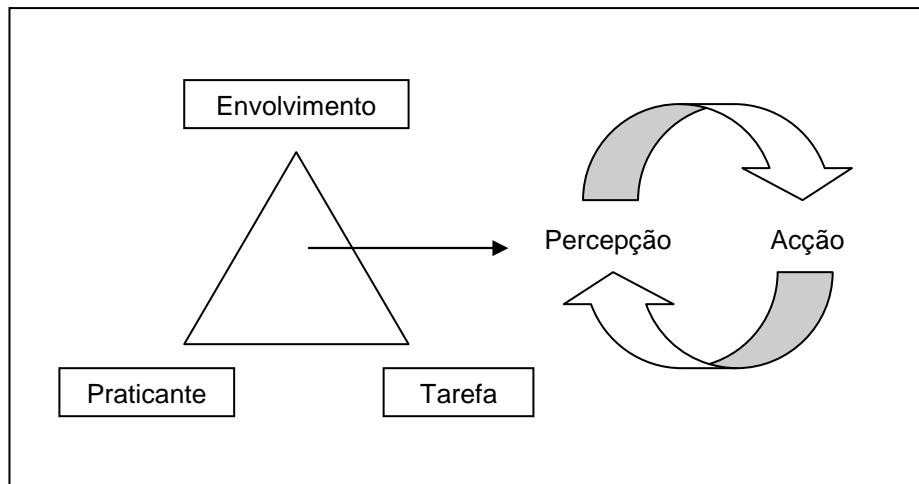 Envolvimento
Percepção
Acção
Praticante
Tarefa